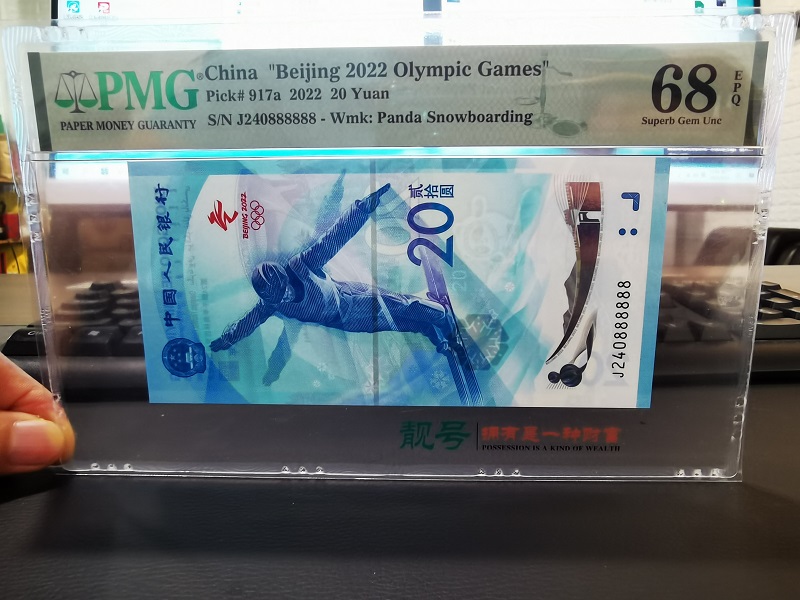 PMG
PAPER MONEY GUARANTY
China "Beijing 2022 Olympic Games"
Pick# 917a 2022 20 Yuan
S/N J240888888 - Wmk: Panda Snowboarding
68
EPQ
Superb Gem Unc
中国人民银行
BEIJING 2022
贰拾圆
20
J240888888
靓号
拥有是一种财富
POSSESSION IS A KIND OF WEALTH